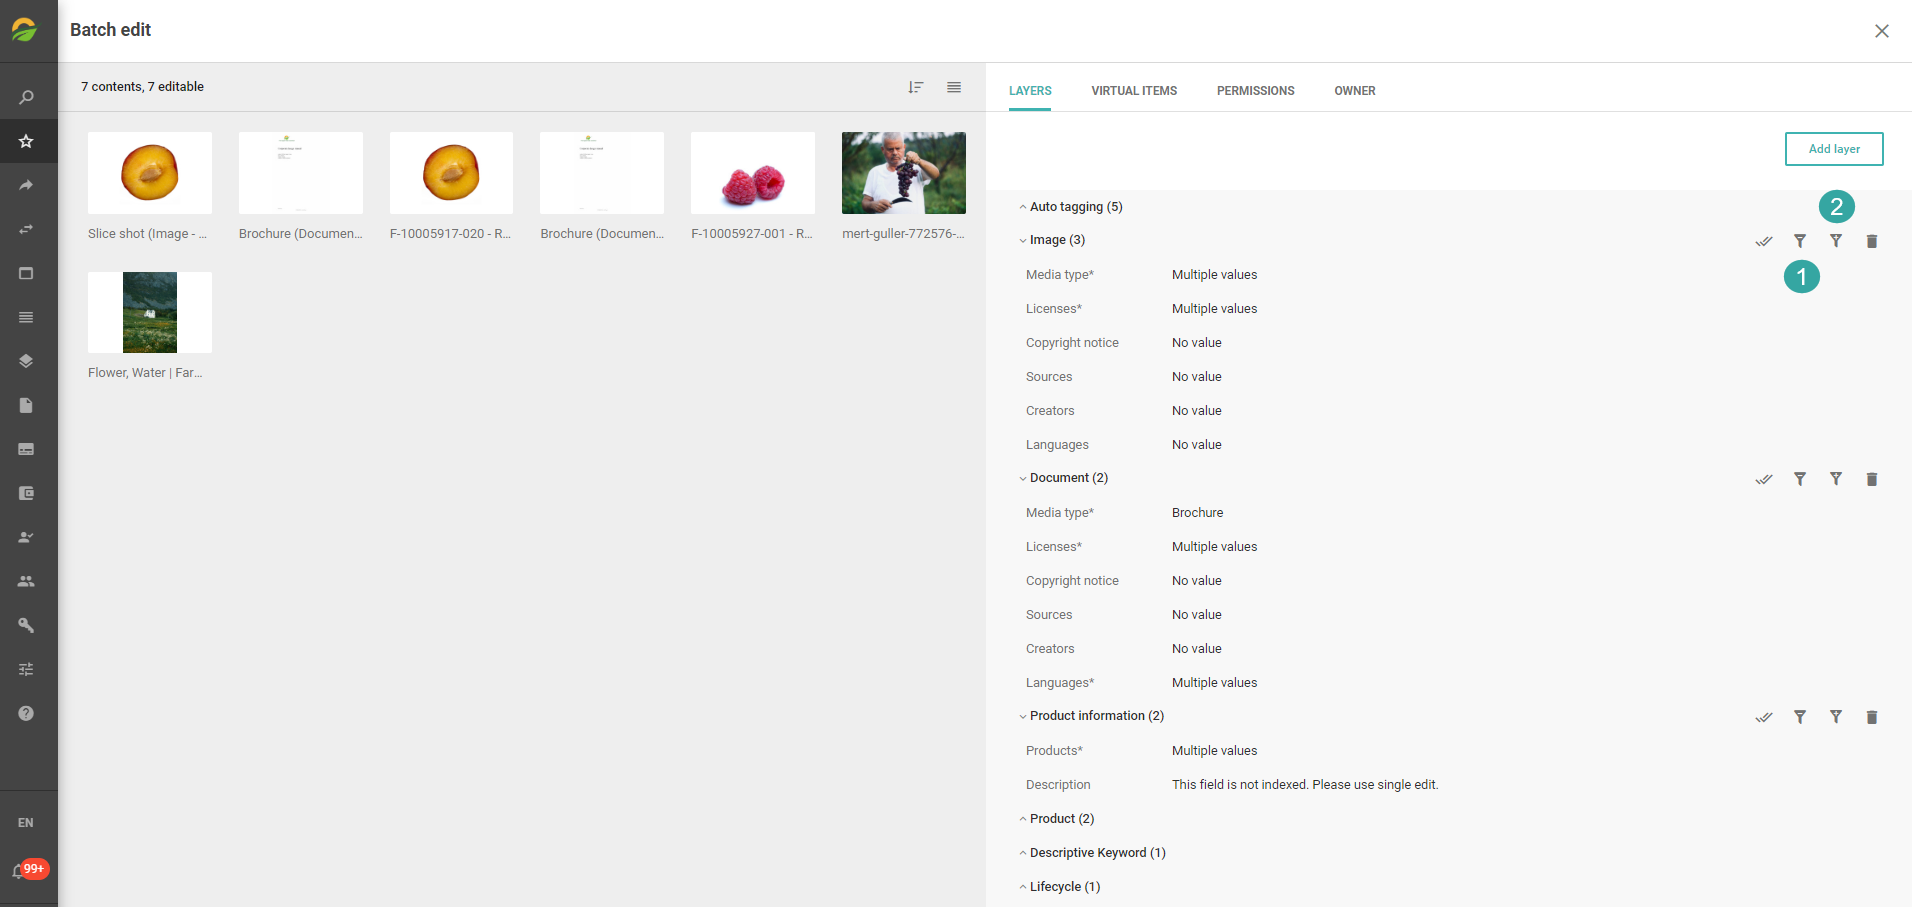 Batch edit
7 contents, 7 editable
LAYERS VIRTUAL ITEMS PERMISSIONS OWNER
Add layer
Slice shot (Image - ...
Brochure (Documen...
F-10005917-020 - R...
Brochure (Documen...
F-10005927-001 - R...
mert-guller-772576-...
Flower, Water | Far...
Auto tagging (5)
2
Image (3)
1
Media type* Multiple values
Licenses* Multiple values
Copyright notice No value
Sources No value
Creators No value
Languages No value
Document (2)
Media type* Brochure
Licenses* Multiple values
Copyright notice No value
Sources No value
Creators No value
Languages* Multiple values
Product information (2)
Products* Multiple values
Description This field is not indexed. Please use single edit.
Product (2)
Descriptive Keyword (1)
Lifecycle (1)
EN
99+